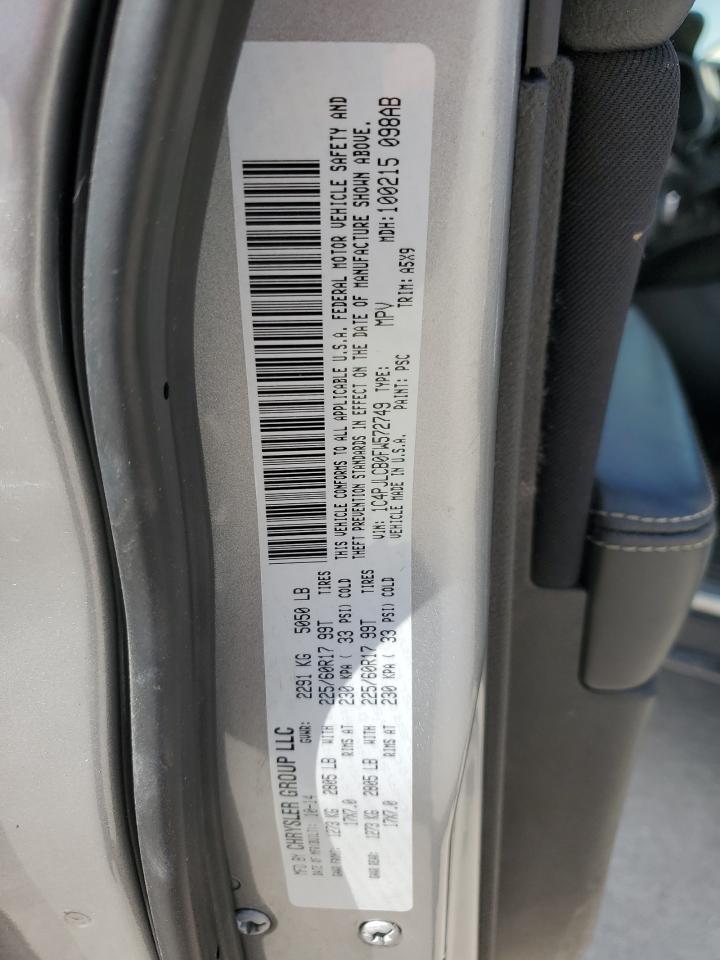 MFD BY CHRYSLER GROUP LLC
DATE OF MFR/BUILT: 10-14 GVWR: 2291 KG 5050 LB
GAWR FRONT: 1273 KG 2805 LB WITH 225/60R17 99T TIRES
17X7.0 RIMS AT 230 KPA ( 33 PSI) COLD
GAWR REAR: 1273 KG 2805 LB WITH 225/60R17 99T TIRES
17X7.0 RIMS AT 230 KPA ( 33 PSI) COLD
THIS VEHICLE CONFORMS TO ALL APPLICABLE U.S.A. FEDERAL MOTOR VEHICLE SAFETY AND
THEFT PREVENTION STANDARDS IN EFFECT ON THE DATE OF MANUFACTURE SHOWN ABOVE.
VIN: 1C4PJLCB0FW572749 TYPE: MPV MDH: 100215 098AB
VEHICLE MADE IN U.S.A. PAINT: PSC TRIM: A5X9